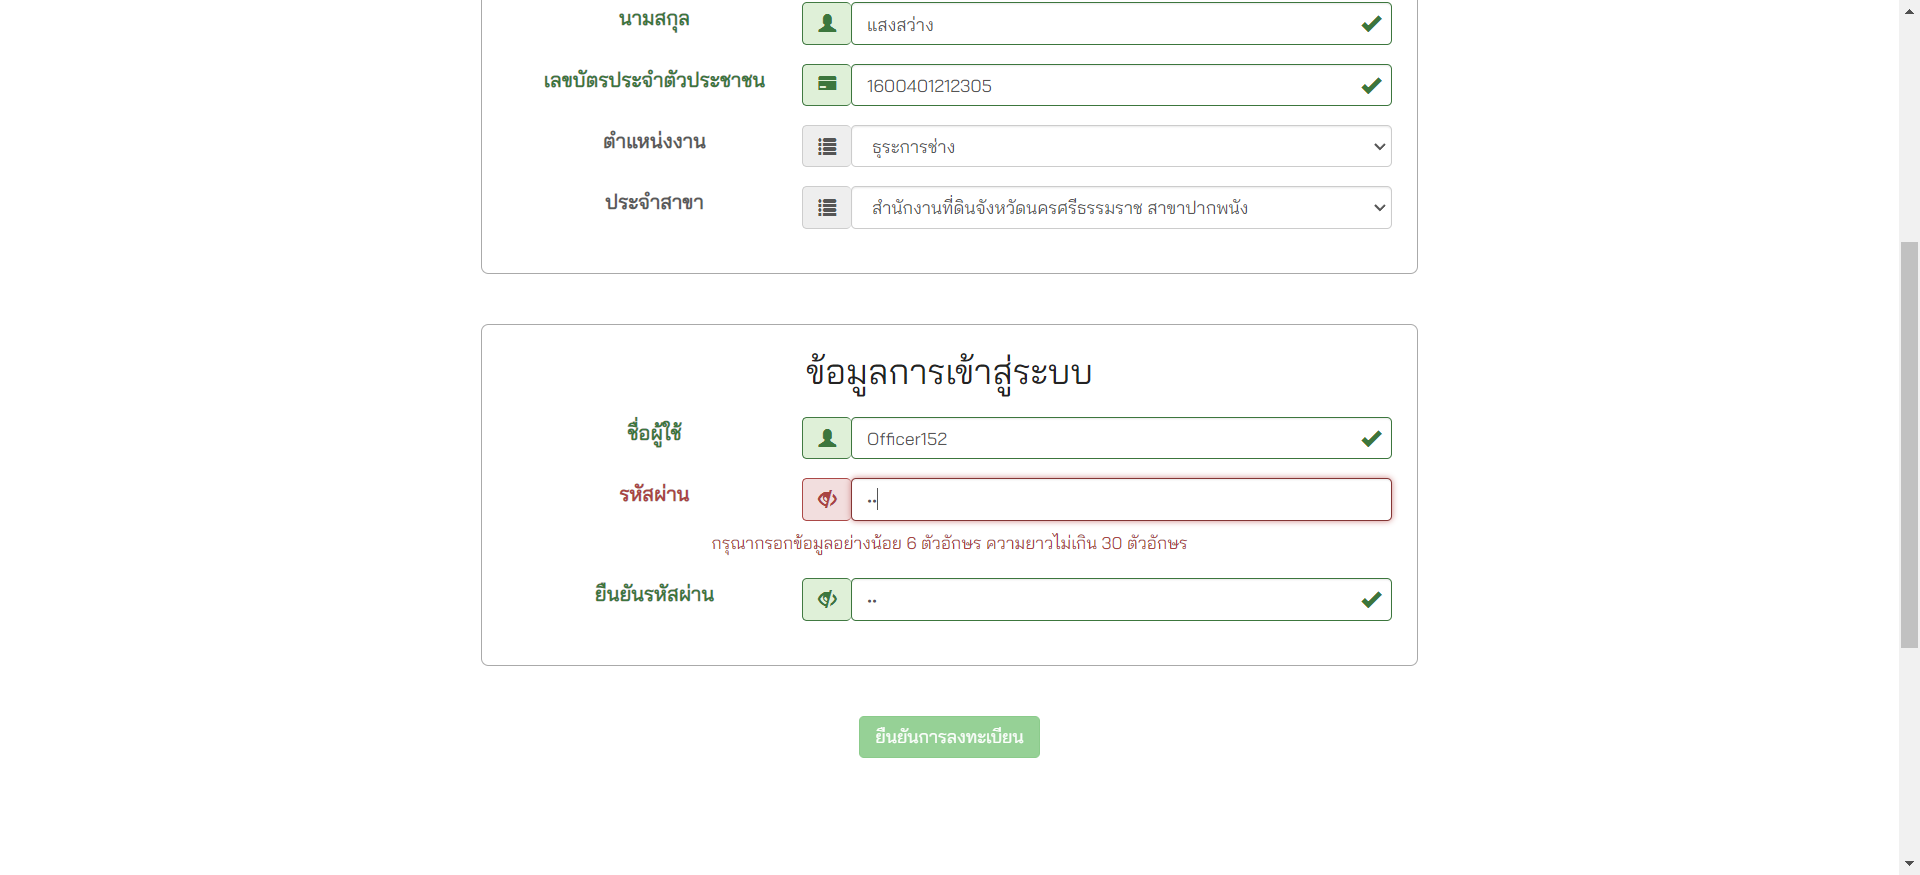 นามสกุล
แสงสว่าง
เลขบัตรประจำตัวประชาชน
1600401212305
ตำแหน่งงาน
ธุระการช่าง
ประจำสาขา
สำนักงานที่ดินจังหวัดนครศรีธรรมราช สาขาปากพนัง
ข้อมูลการเข้าสู่ระบบ
ชื่อผู้ใช้
Officer152
รหัสผ่าน
••
กรุณากรอกข้อมูลอย่างน้อย 6 ตัวอักษร ความยาวไม่เกิน 30 ตัวอักษร
ยืนยันรหัสผ่าน
••
ยืนยันการลงทะเบียน